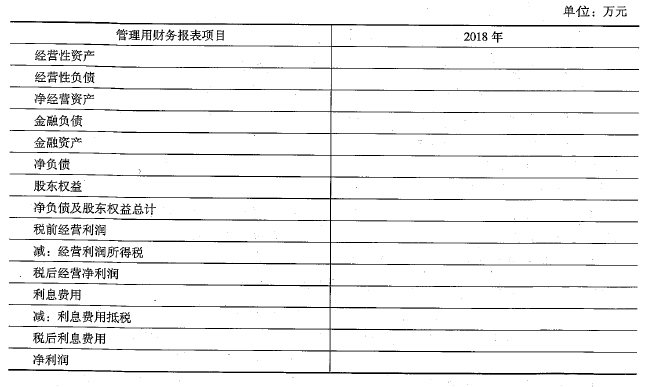 单位：万元
管理用财务报表项目 2018 年
经营性资产
经营性负债
净经营资产
金融负债
金融资产
净负债
股东权益
净负债及股东权益总计
税前经营利润
减：经营利润所得税
税后经营净利润
利息费用
减：利息费用抵税
税后利息费用
净利润